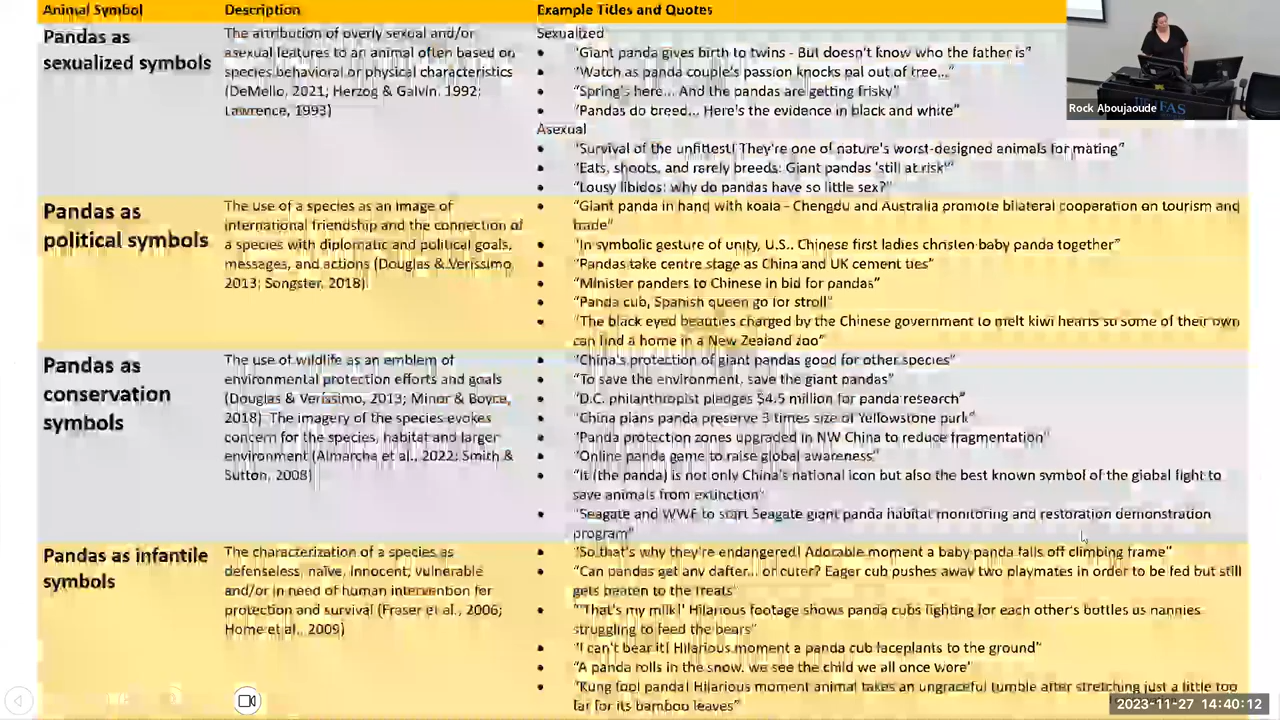 Animal Symbol Description Example Titles and Quotes
Pandas as sexualized symbols
The attribution of overly sexual and/or
asexual features to an animal often based on
species behavioral or physical characteristics
(DeMello, 2021; Herzog & Galvin, 1992;
Lawrence, 1993)
Sexualized
• "Giant panda gives birth to twins - But doesn't know who the father is"
• "Watch as panda couple's passion knocks pal out of tree..."
• "Spring's here... And the pandas are getting frisky"
• "Pandas do breed... Here's the evidence in black and white"
Asexual
• "Survival of the unfittest! They're one of nature's worst-designed animals for mating"
• "Eats, shoots, and rarely breeds: Giant pandas 'still at risk'"
• "Lousy libidos: why do pandas have so little sex?"
Pandas as
political symbols
The use of a species as an image of
international friendship and the connection of
a species with diplomatic and political goals,
messages, and actions (Douglas & Veríssimo,
2013; Songster, 2018).
• "Giant panda in hand with koala - Chengdu and Australia promote bilateral cooperation on tourism and
trade"
• "In symbolic gesture of unity, U.S., Chinese first ladies christen baby panda together"
• "Pandas take centre stage as China and UK cement ties"
• "Minister panders to Chinese in bid for pandas"
• "Panda cub, Spanish queen go for stroll"
• "The black eyed beauties charged by the Chinese government to melt kiwi hearts so some of their own
can find a home in a New Zealand zoo"
Pandas as
conservation
symbols
The use of wildlife as an emblem of
environmental protection efforts and goals
(Douglas & Veríssimo, 2013; Minor & Boyce,
2018). The imagery of the species evokes
concern for the species, habitat and larger
environment (Almarcha et al., 2022; Smith &
Sutton, 2008)
• "China's protection of giant pandas good for other species"
• "To save the environment, save the giant pandas"
• "D.C. philanthropist pledges $4.5 million for panda research"
• "China plans panda preserve 3 times size of Yellowstone park"
• "Panda protection zones upgraded in NW China to reduce fragmentation"
• "Online panda game to raise global awareness"
• "It (the panda) is not only China's national icon but also the best known symbol of the global fight to
save animals from extinction"
• "Seagate and WWF to start Seagate giant panda habitat monitoring and restoration demonstration
program"
Pandas as infantile
symbols
The characterization of a species as
defenseless, naïve, innocent, vulnerable
and/or in need of human intervention for
protection and survival (Fraser et al., 2006;
Home et al., 2009)
• "So that's why they're endangered! Adorable moment a baby panda falls off climbing frame"
• "Can pandas get any dafter... or cuter? Eager cub pushes away two playmates in order to be fed but still
gets beaten to the treats"
• "'That's my milk!' Hilarious footage shows panda cubs fighting for each other's bottles as nannies
struggling to feed the bears"
• "I can't bear it! Hilarious moment a panda cub faceplants to the ground"
• "A panda rolls in the snow, we see the child we all once were"
• "Kung fool panda! Hilarious moment animal takes an ungraceful tumble after stretching just a little too
far for its bamboo leaves"
Rock Aboujaoude
2023-11-27 14:40:12